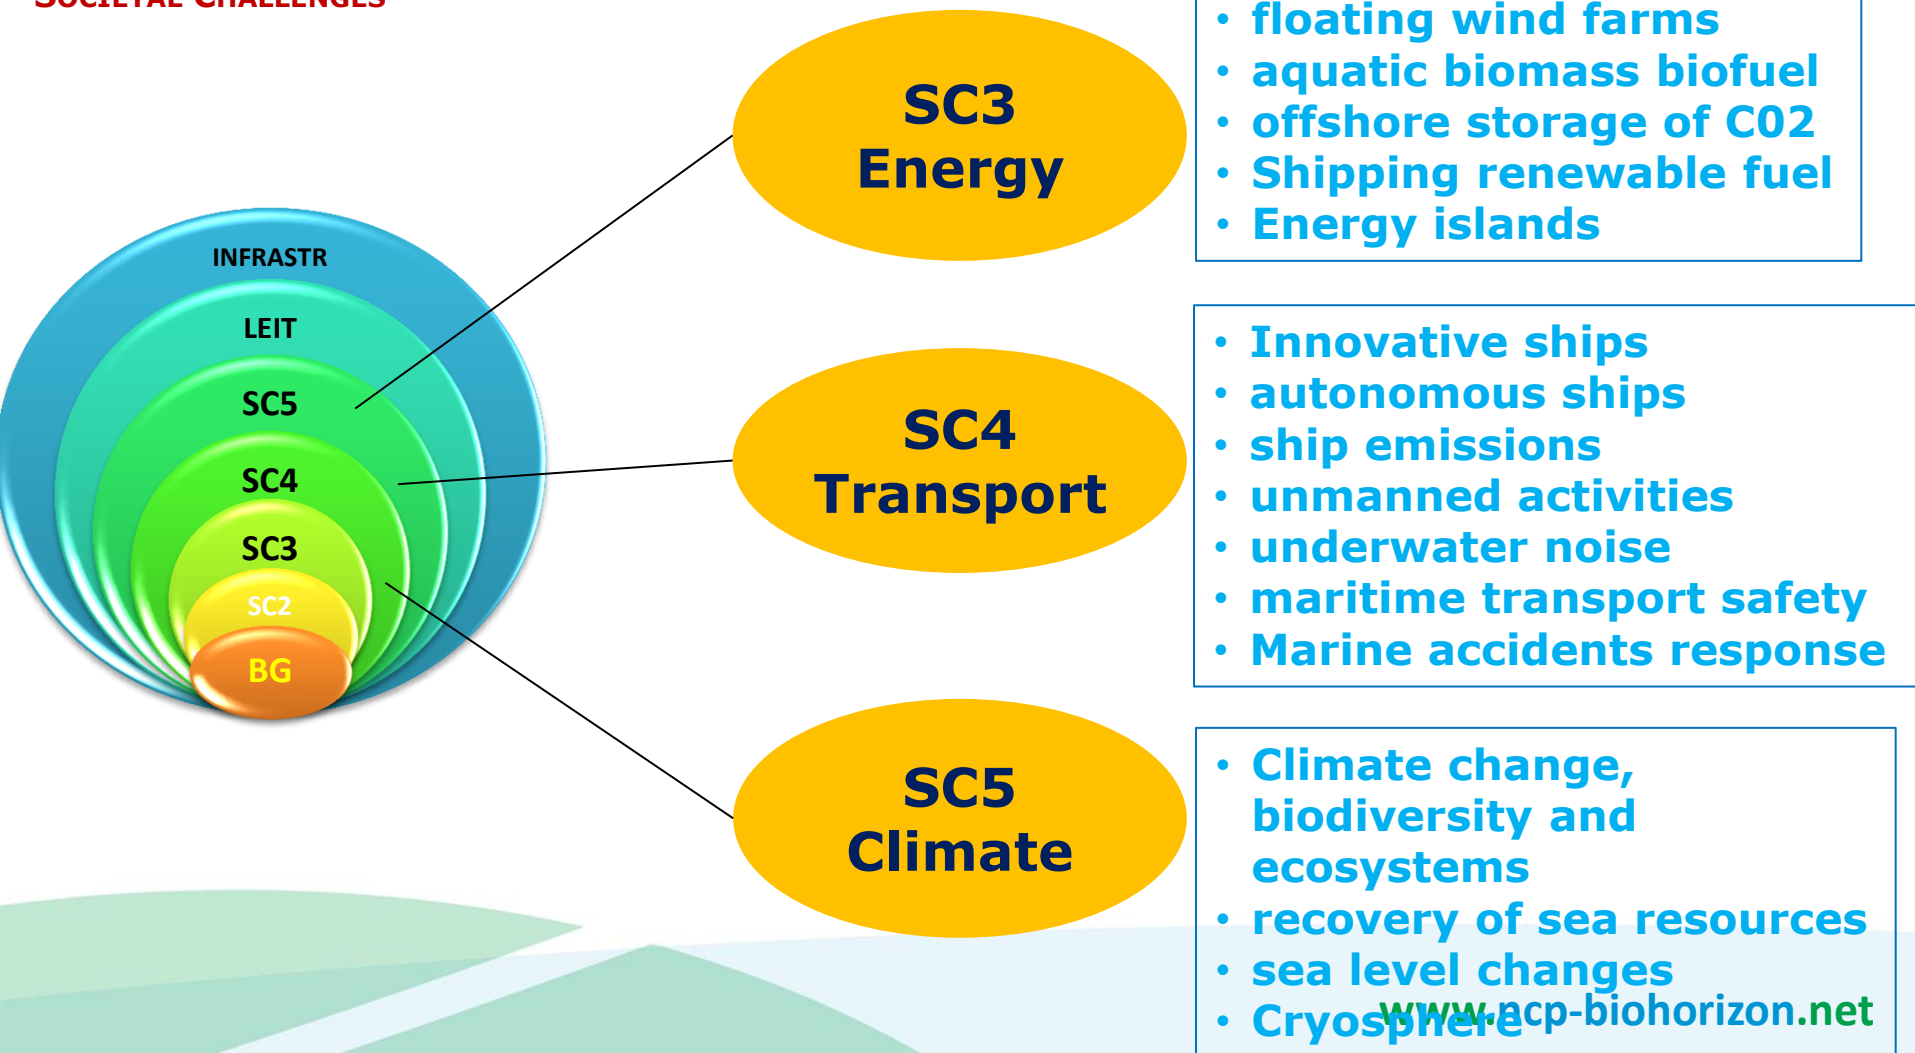 SOCIETAL CHALLENGES
INFRASTR
LEIT
SC5
SC4
SC3
SC2
BG
SC3
Energy
• floating wind farms
• aquatic biomass biofuel
• offshore storage of C02
• Shipping renewable fuel
• Energy islands
SC4
Transport
• Innovative ships
• autonomous ships
• ship emissions
• unmanned activities
• underwater noise
• maritime transport safety
• Marine accidents response
SC5
Climate
• Climate change,
biodiversity and
ecosystems
• recovery of sea resources
• sea level changes
• Cryosphere
www.ncp-biohorizon.net